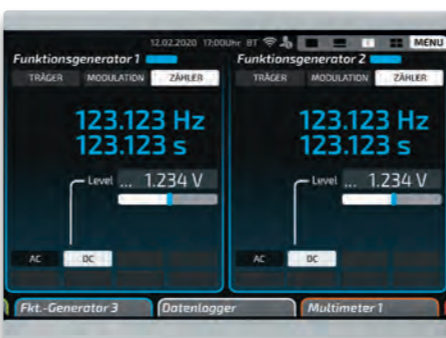 12.02.2020 17:00Uhr BT MENU
Funktionsgenerator 1
TRÄGER MODULATION ZÄHLER
123.123 Hz
123.123 s
Level ... 1.234 V
AC DC
Funktionsgenerator 2
TRÄGER MODULATION ZÄHLER
123.123 Hz
123.123 s
Level ... 1.234 V
AC DC
Fkt.-Generator 3 Datenlogger Multimeter 1